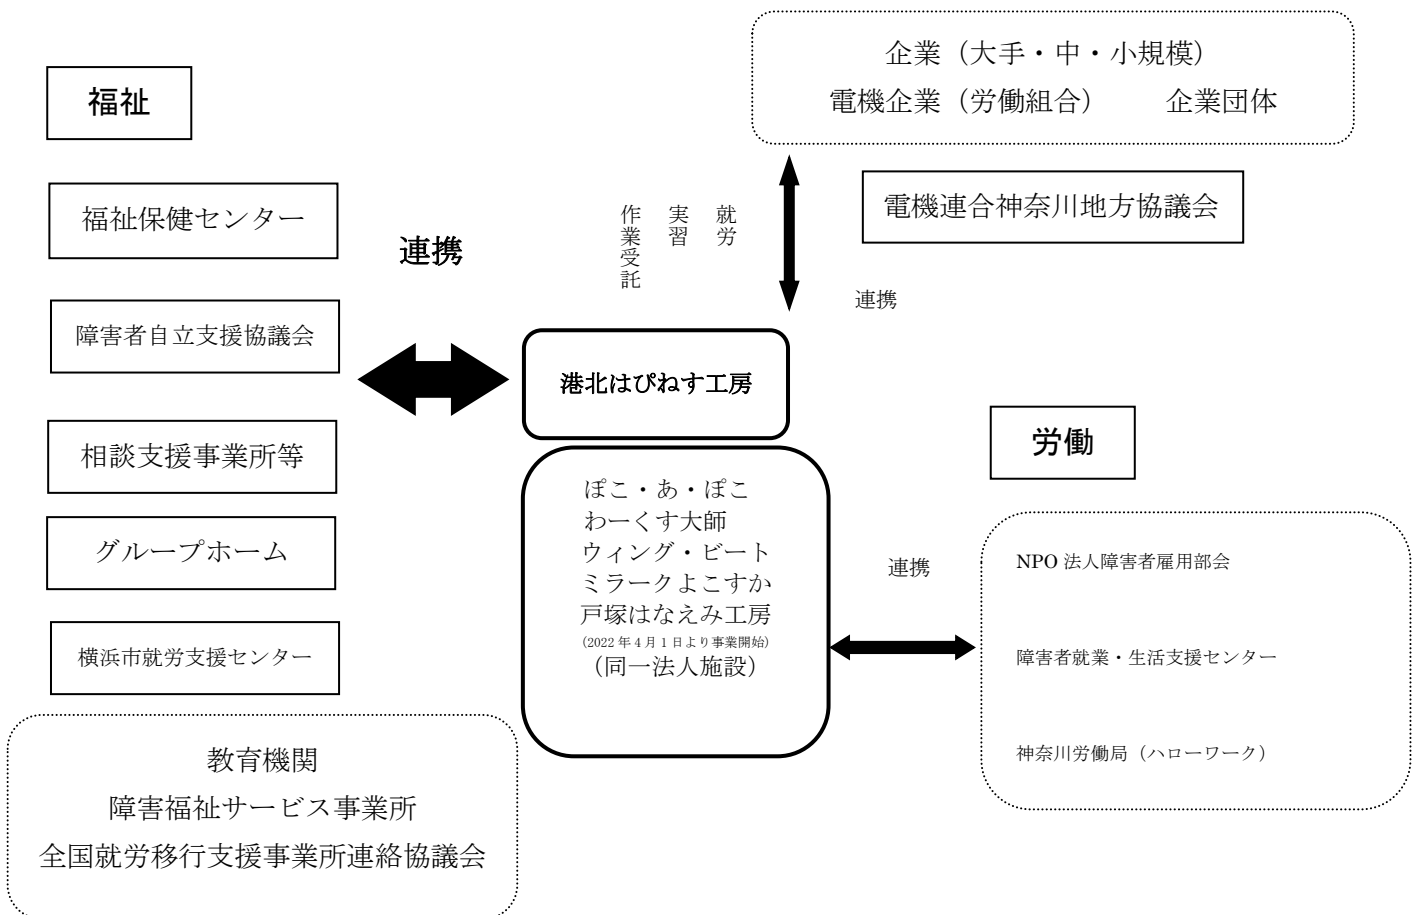 企業（大手・中・小規模）
電機企業（労働組合）　企業団体
福祉
福祉保健センター
障害者自立支援協議会
相談支援事業所等
グループホーム
横浜市就労支援センター
教育機関
障害福祉サービス事業所
全国就労移行支援事業所連絡協議会
連携
就労
実習
作業受託
電機連合神奈川地方協議会
連携
港北はぴねす工房
ぽこ・あ・ぽこ
わーくす大師
ウィング・ビート
ミラークよこすか
戸塚はなえみ工房
(2022年4月1日より事業開始)
（同一法人施設）
連携
労働
NPO法人障害者雇用部会
障害者就業・生活支援センター
神奈川労働局（ハローワーク）